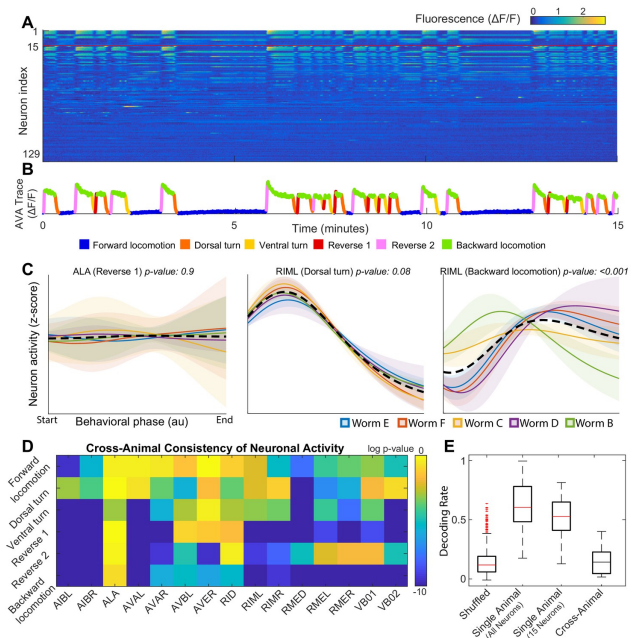 Fluorescence (ΔF/F)
0 1 2
A
1
15
129
Neuron index
B
AVA Trace
(ΔF/F)
0 5 10 15
Time (minutes)
Forward locomotion Dorsal turn Ventral turn Reverse 1 Reverse 2 Backward locomotion
C
ALA (Reverse 1) p-value: 0.9
RIML (Dorsal turn) p-value: 0.08
RIML (Backward locomotion) p-value: <0.001
Neuron activity (z-score)
Start End
Behavioral phase (au)
Worm E Worm F Worm C Worm D Worm B
D
Cross-Animal Consistency of Neuronal Activity
log p-value
0
-10
Forward
locomotion
Dorsal turn
Ventral turn
Reverse 1
Reverse 2
Backward
locomotion
AIBL AIBR ALA AVAL AVAR AVBL AVER RID RIML RIMR RMED RMEL RMER VB01 VB02
E
Decoding Rate
1
0.5
0
Shuffled
Single Animal
(All Neurons)
Single Animal
(15 Neurons)
Cross-Animal